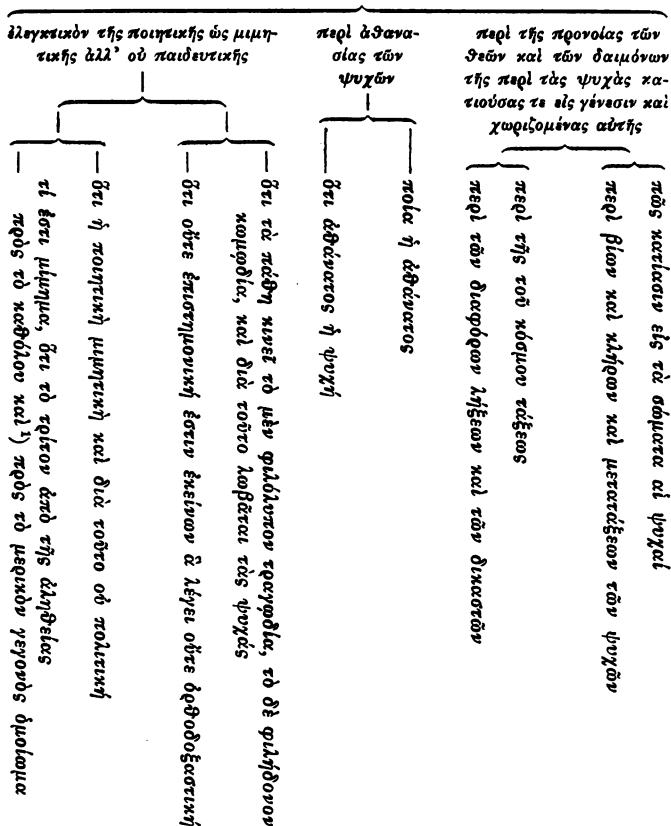 ἐλεγκτικὸν τῆς ποιητικῆς ὡς μιμη-
τικῆς ἀλλ' οὐ παιδευτικῆς
περὶ ἀθανα-
σίας τῶν
ψυχῶν
περὶ τῆς προνοίας τῶν
θεῶν καὶ τῶν δαιμόνων
τῆς περὶ τὰς ψυχὰς κα-
τιούσας τε εἰς γένεσιν καὶ
χωριζομένας αὐτῆς
τί ἐστι μίμημα, ὅτι τὸ τρίτον ἀπὸ τῆς ἀληθείας
πρὸς τὸ καθόλου καὶ¹) πρὸς τὸ μερικὸν γεγονὸς ὁμοίωμα
ὅτι ἡ ποιητικὴ μιμητικὴ καὶ διὰ τοῦτο οὐ πολιτική
ὅτι οὔτε ἐπιστημονική ἐστιν ἐκείνων ἃ λέγει οὔτε ὀρθοδοξαστική
ὅτι τὰ πάθη κινεῖ τὸ μὲν φιλόλυπον τραγῳδία, τὸ δὲ φιλήδονον
κωμῳδία, καὶ διὰ τοῦτο λωβᾶται τὰς ψυχάς
ὅτι ἀθάνατος ἡ ψυχή
ποία ἡ ἀθάνατος
περὶ τῶν διαφόρων λήξεων καὶ τῶν δικαστῶν
περὶ τῆς τοῦ κόσμου τάξεως
περὶ βίων καὶ κλήρων καὶ μετατάξεων τῶν ψυχῶν
πῶς κατίασιν εἰς τὰ σώματα αἱ ψυχαί